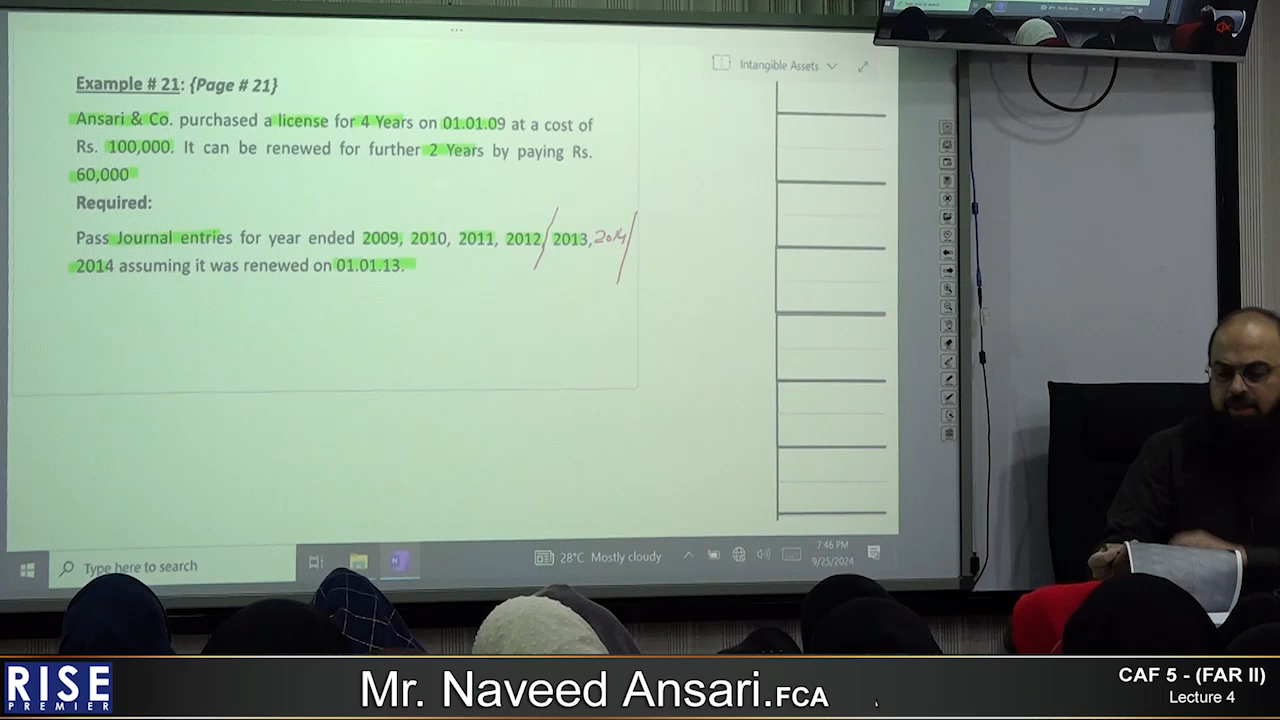 Example # 21: {Page # 21}
Ansari & Co. purchased a license for 4 Years on 01.01.09 at a cost of
Rs. 100,000. It can be renewed for further 2 Years by paying Rs.
60,000
Required:
Pass Journal entries for year ended 2009, 2010, 2011, 2012, 2013, 2014
2014 assuming it was renewed on 01.01.13.
Intangible Assets
Type here to search
28°C Mostly cloudy
7:46 PM
9/25/2024
RISE
PREMIER
Mr. Naveed Ansari.FCA
CAF 5 - (FAR II)
Lecture 4